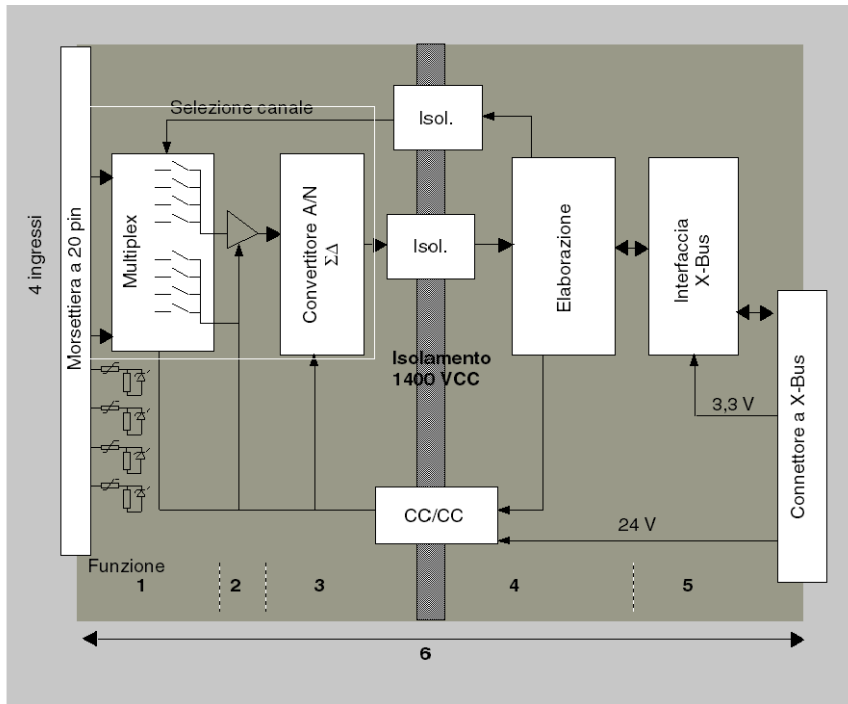 Selezione canale
Isol.
4 ingressi
Morsettiera a 20 pin
Multiplex
Convertitore A/N
ΣΔ
Isol.
Elaborazione
Interfaccia
X-Bus
Isolamento
1400 VCC
Connettore a X-Bus
3,3 V
CC/CC
24 V
Funzione
1
2
3
4
5
6